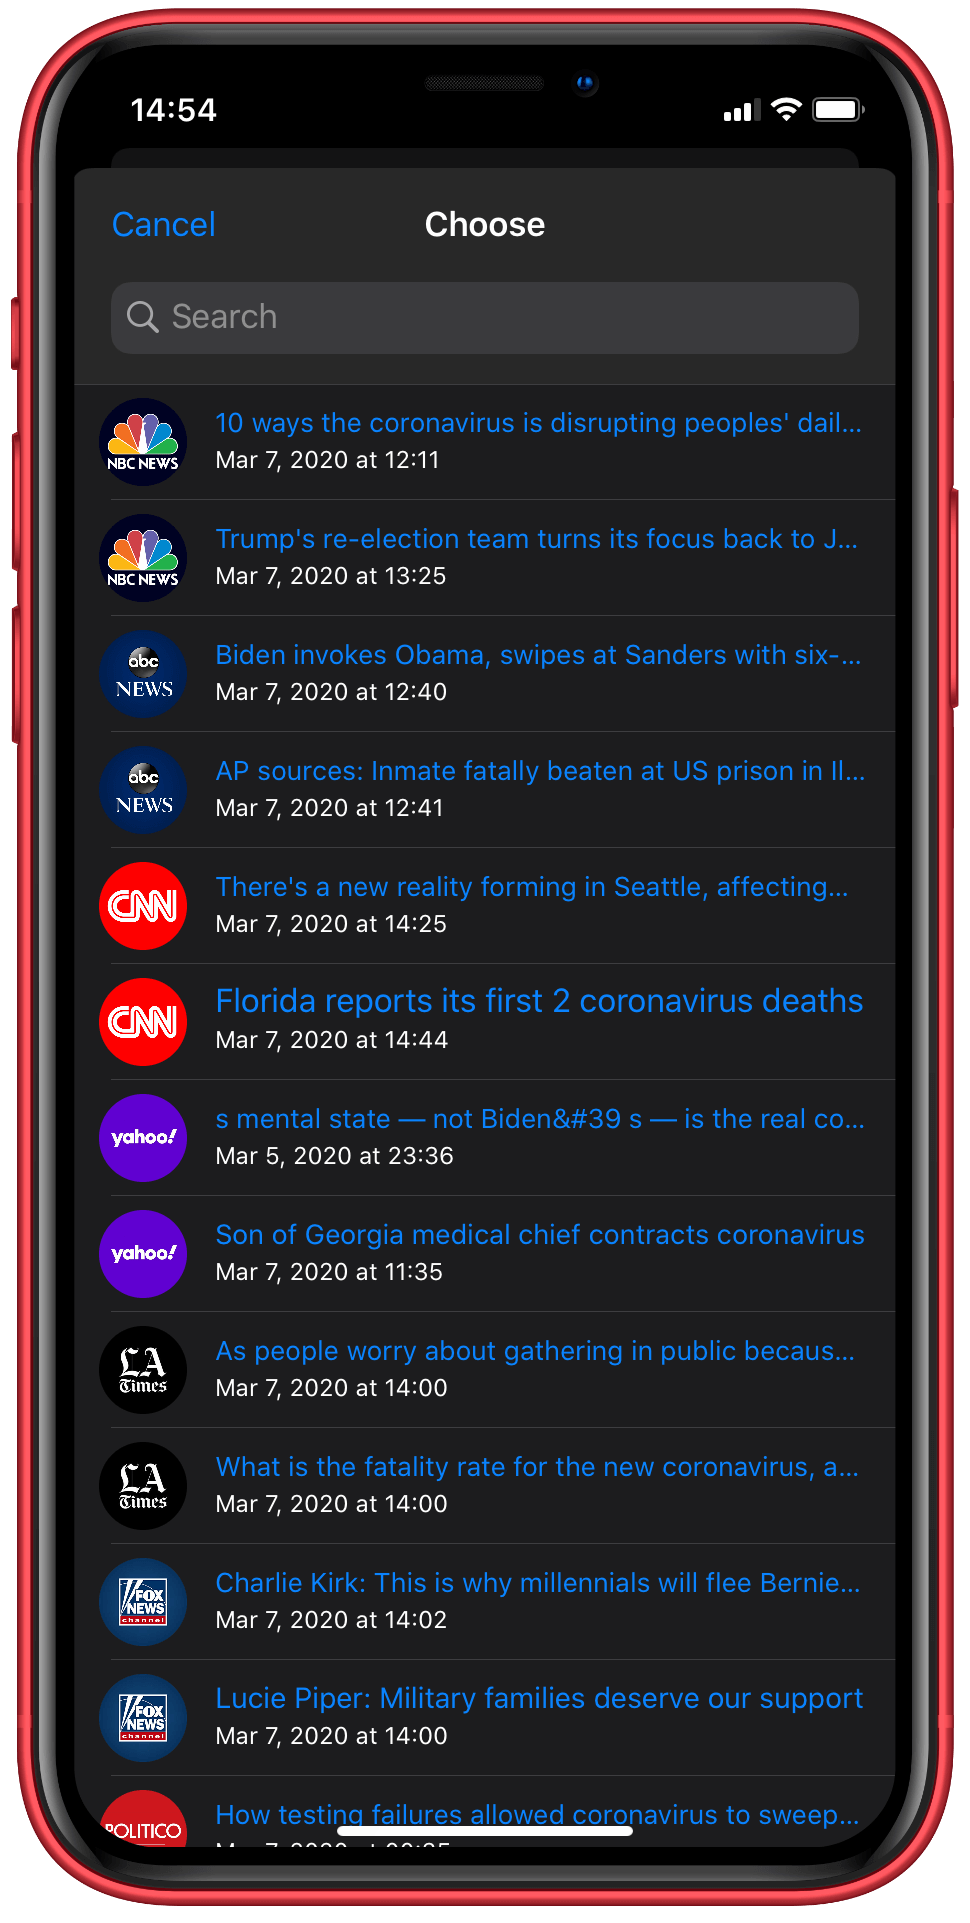 14:54
Cancel
Choose
Search
NBC NEWS
10 ways the coronavirus is disrupting peoples' dail...
Mar 7, 2020 at 12:11
NBC NEWS
Trump's re-election team turns its focus back to J...
Mar 7, 2020 at 13:25
abc
NEWS
Biden invokes Obama, swipes at Sanders with six-...
Mar 7, 2020 at 12:40
abc
NEWS
AP sources: Inmate fatally beaten at US prison in Il...
Mar 7, 2020 at 12:41
CNN
There's a new reality forming in Seattle, affecting...
Mar 7, 2020 at 14:25
CNN
Florida reports its first 2 coronavirus deaths
Mar 7, 2020 at 14:44
yahoo!
s mental state — not Biden&#39 s — is the real co...
Mar 5, 2020 at 23:36
yahoo!
Son of Georgia medical chief contracts coronavirus
Mar 7, 2020 at 11:35
LA
Times
As people worry about gathering in public becaus...
Mar 7, 2020 at 14:00
LA
Times
What is the fatality rate for the new coronavirus, a...
Mar 7, 2020 at 14:00
FOX
NEWS
channel
Charlie Kirk: This is why millennials will flee Bernie...
Mar 7, 2020 at 14:02
FOX
NEWS
channel
Lucie Piper: Military families deserve our support
Mar 7, 2020 at 14:00
POLITICO
How testing failures allowed coronavirus to sweep...